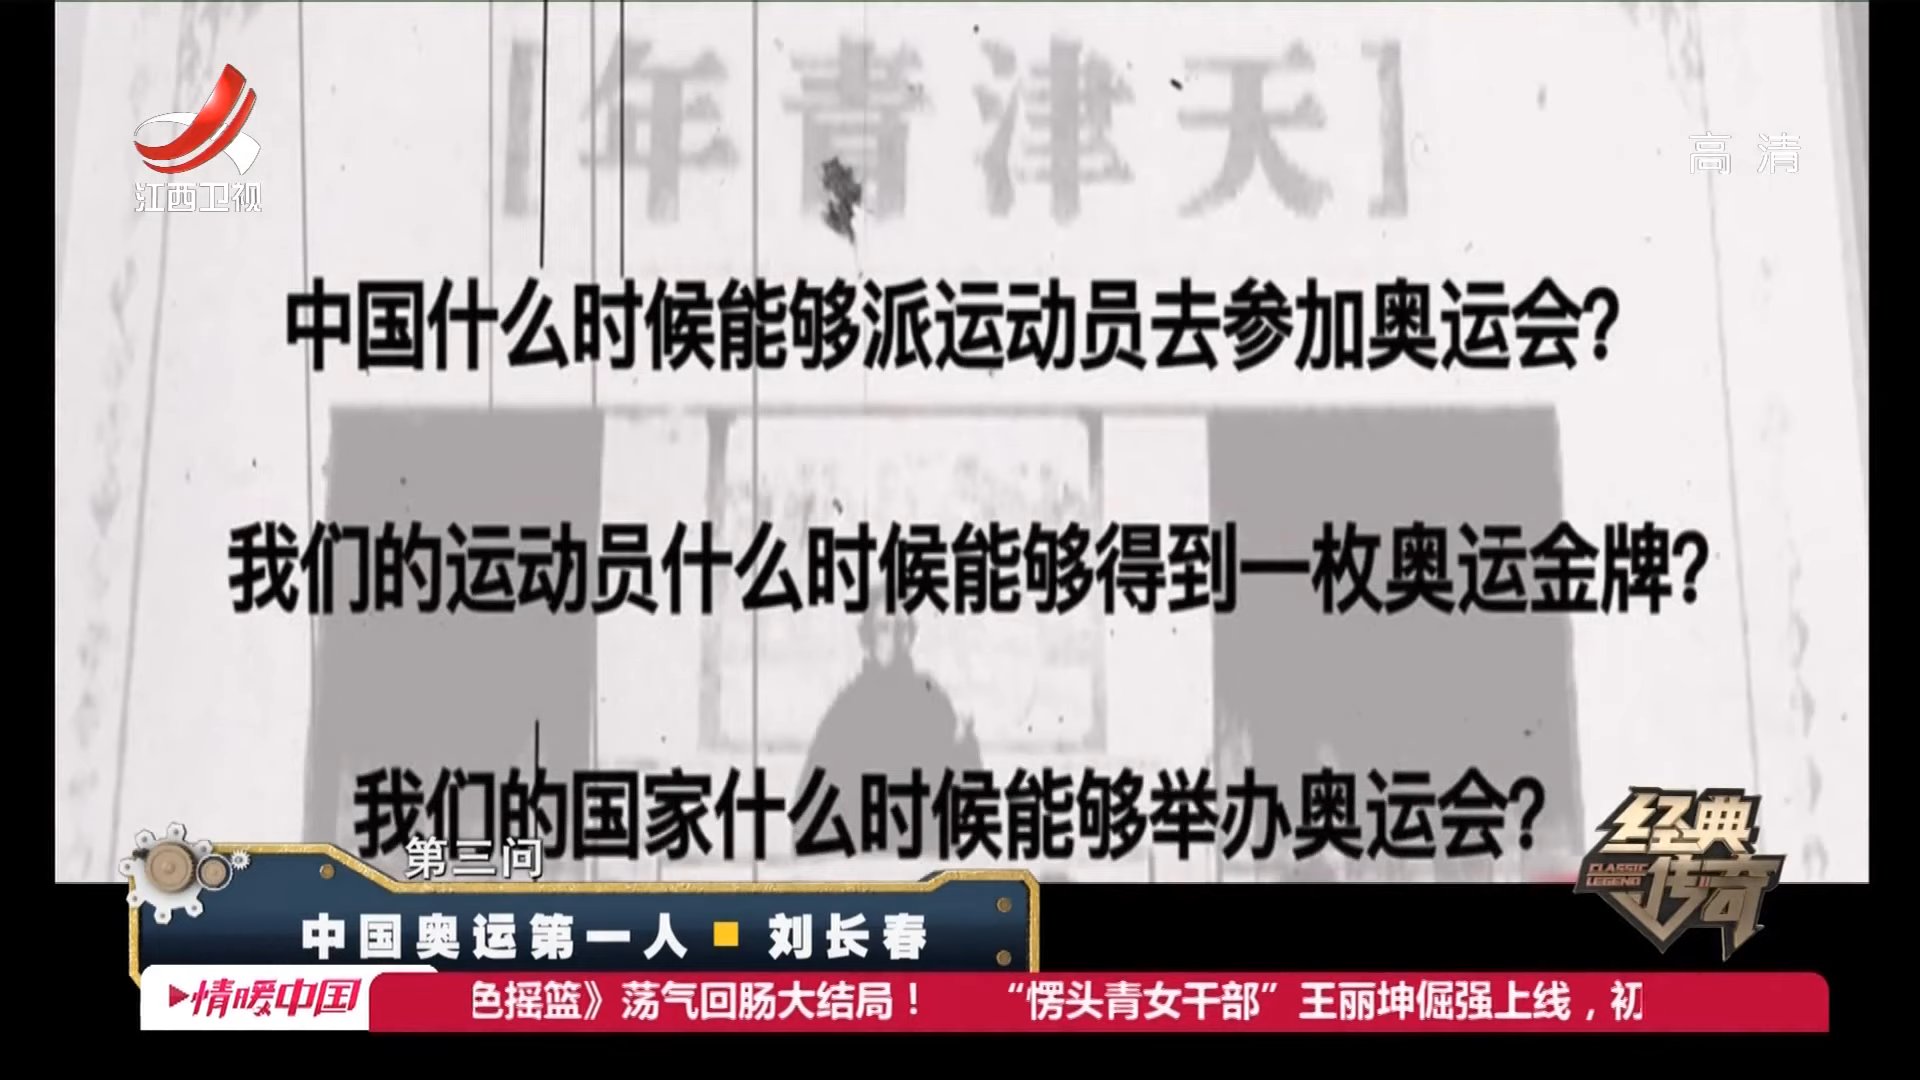 [年青津天]
江西卫视
高清
中国什么时候能够派运动员去参加奥运会？
我们的运动员什么时候能够得到一枚奥运金牌？
我们的国家什么时候能够举办奥运会？
第三问
经典传奇
CLASSIC LEGEND
中国奥运第一人 刘长春
情暖中国
色摇篮》荡气回肠大结局！ “愣头青女干部”王丽坤倔强上线，初